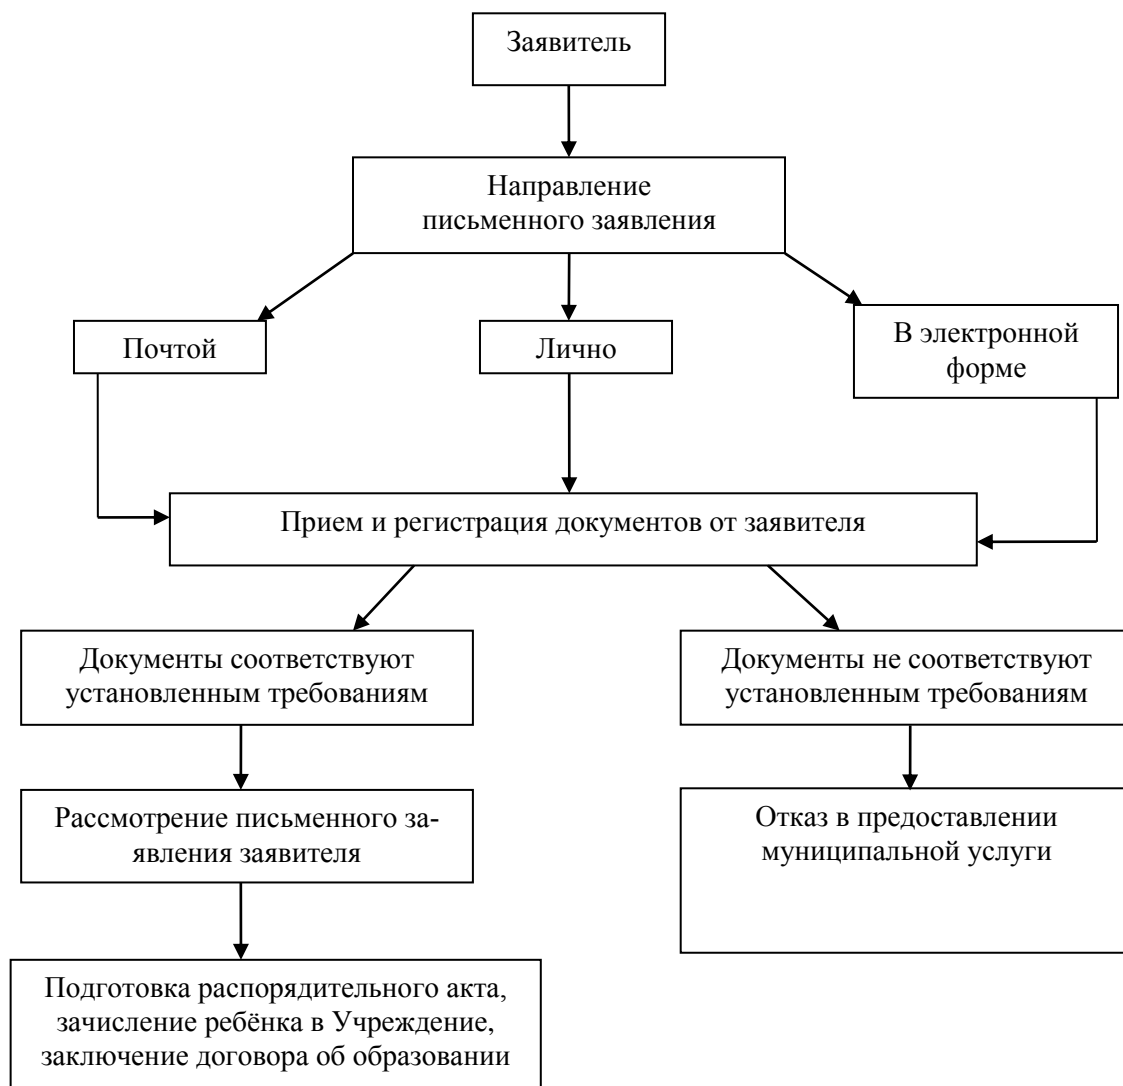 Заявитель
Направление
письменного заявления
Почтой
Лично
В электронной
форме
Прием и регистрация документов от заявителя
Документы соответствуют
установленным требованиям
Документы не соответствуют
установленным требованиям
Рассмотрение письменного за-
явления заявителя
Отказ в предоставлении
муниципальной услуги
Подготовка распорядительного акта,
зачисление ребёнка в Учреждение,
заключение договора об образовании